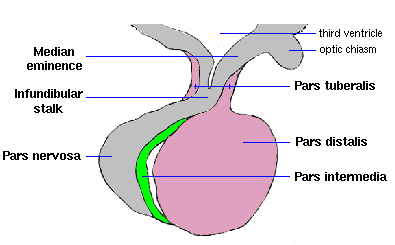 third ventricle
optic chiasm
Median
eminence
Pars tuberalis
Infundibular
stalk
Pars distalis
Pars nervosa
Pars intermedia